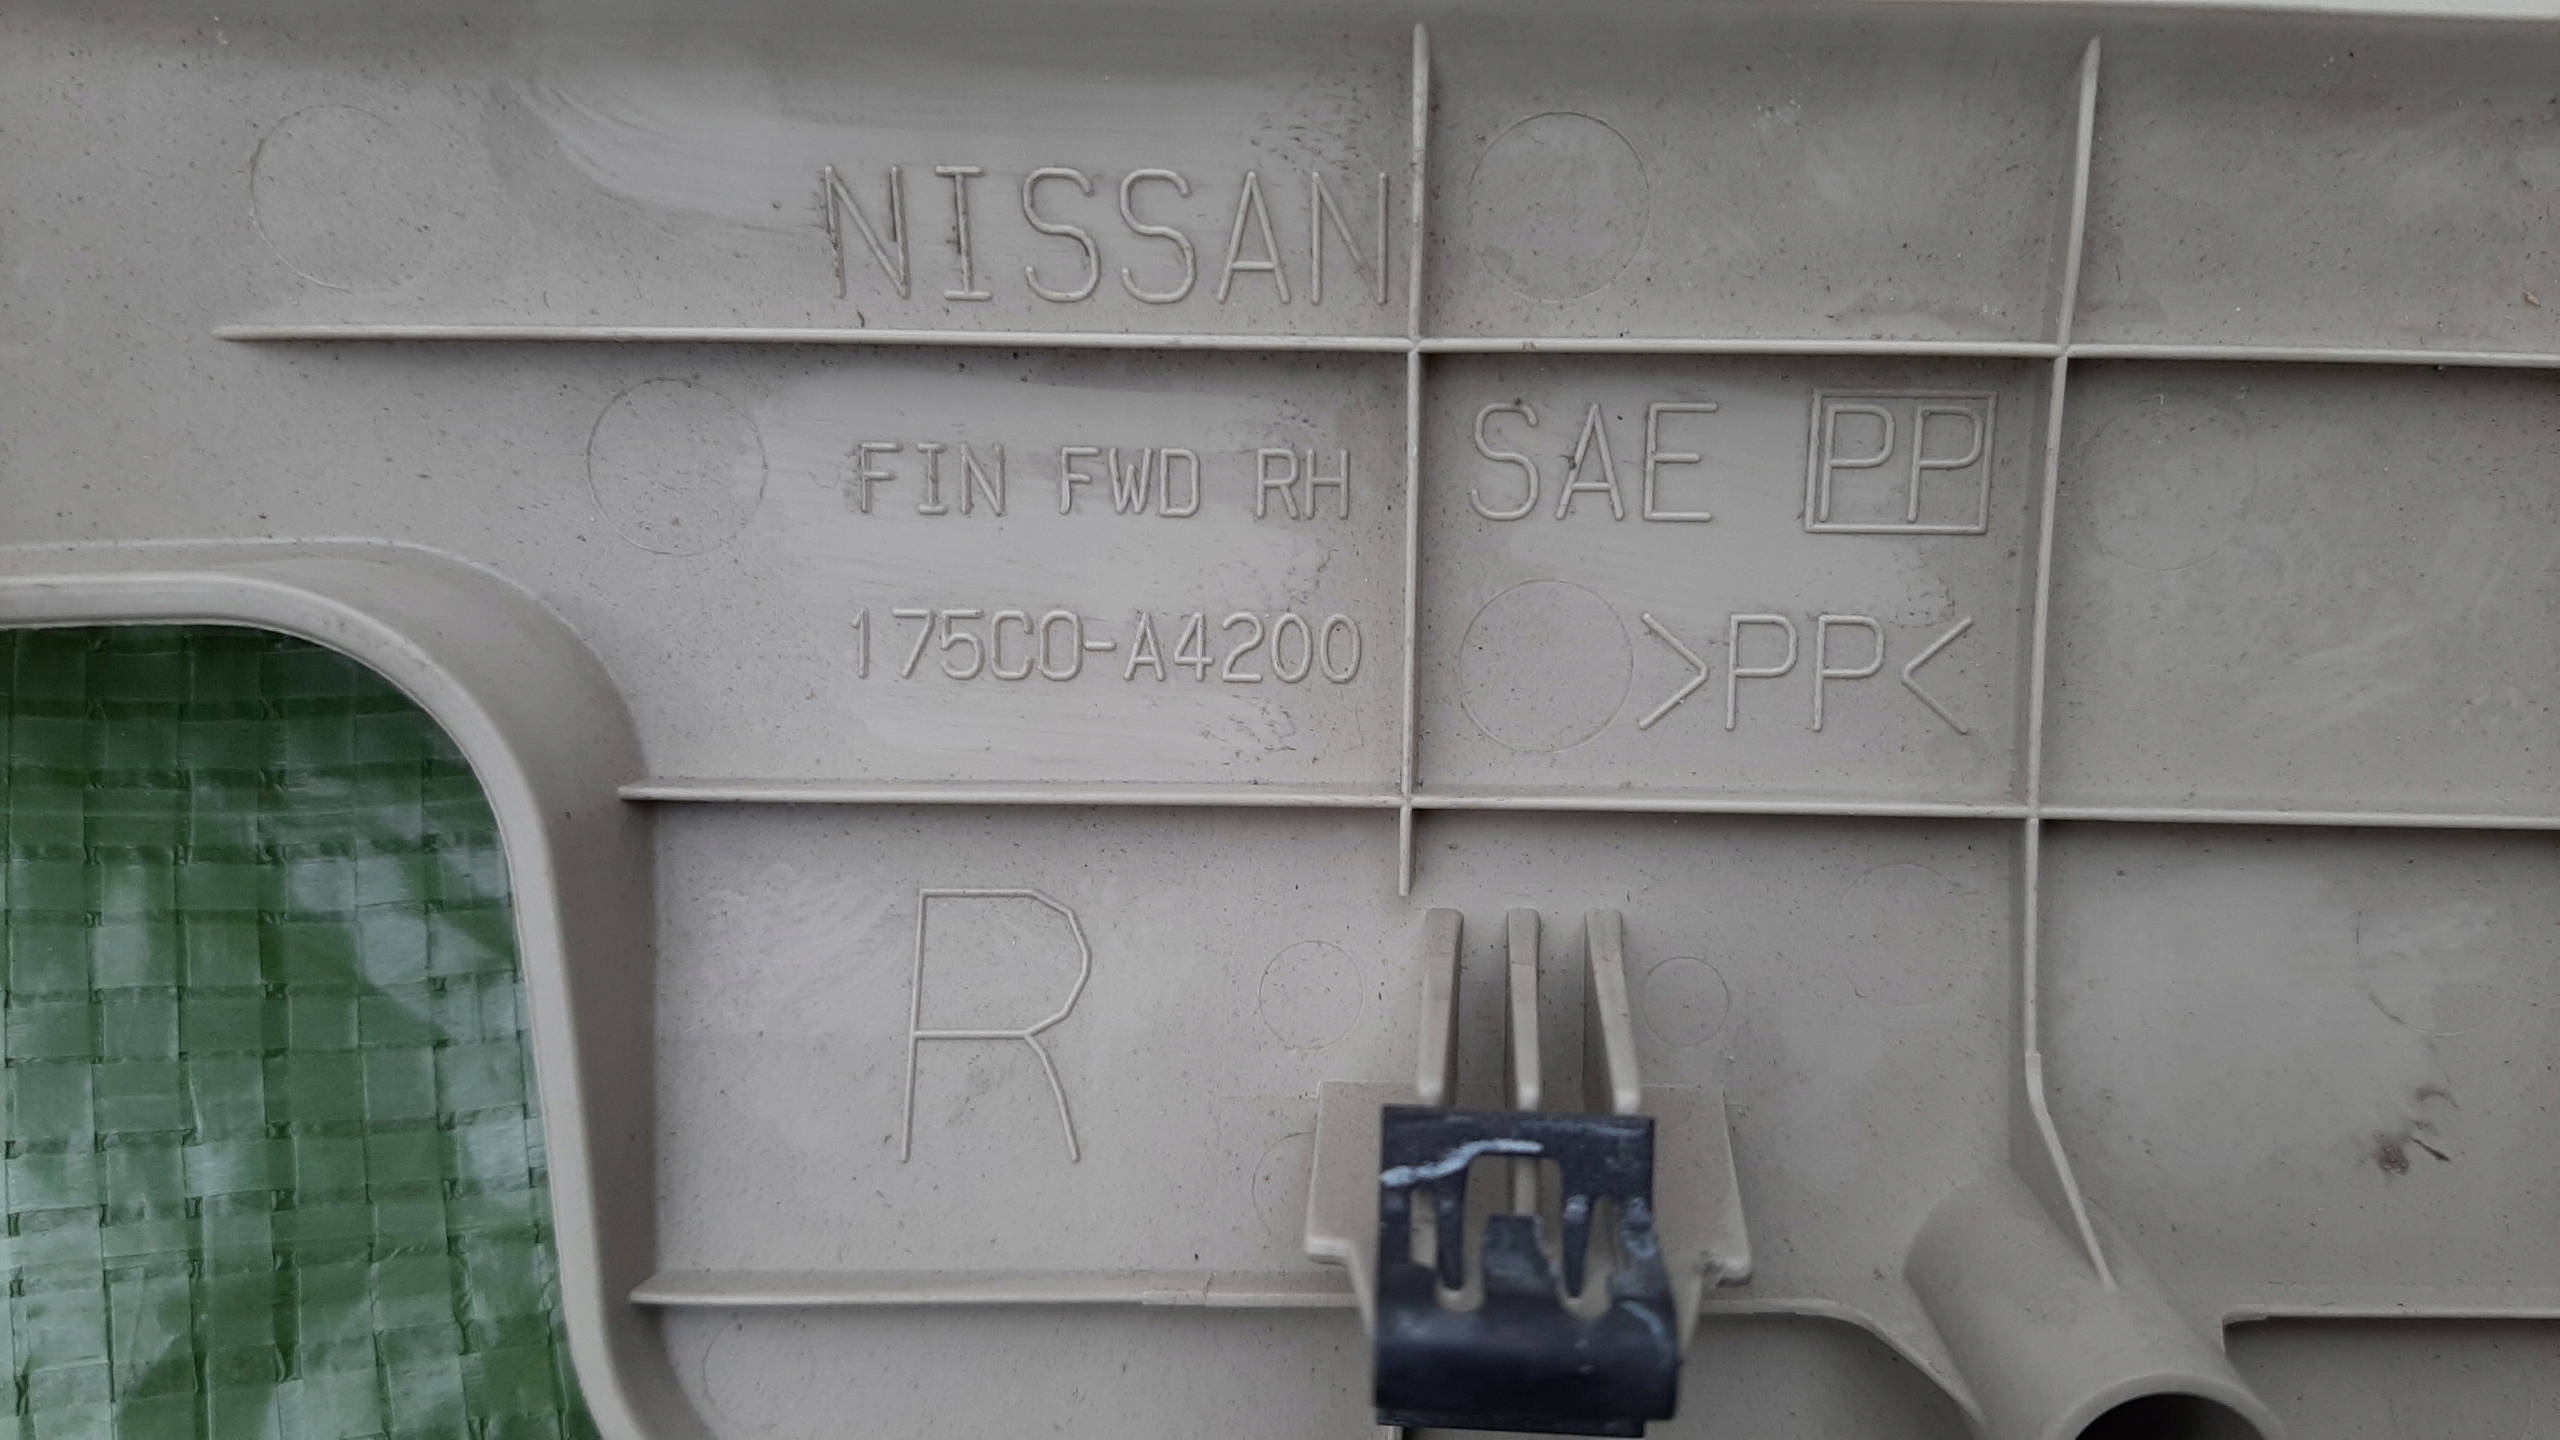 NISSAN
FIN FWD RH
175C0-A4200
SAE PP
>PP<
R